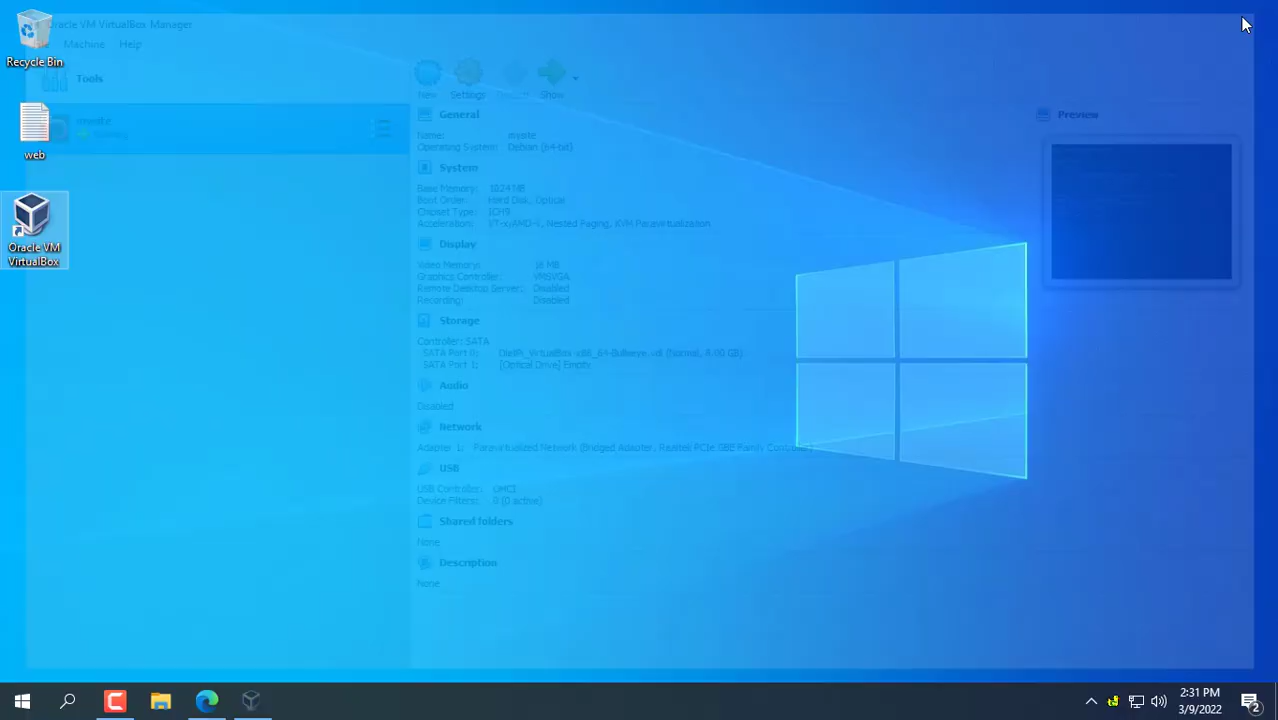 Oracle VM VirtualBox Manager
Recycle Bin
Machine Help
Tools
New Settings Show
web
mysite
General
Name: mysite
Operating System: Debian (64-bit)
System
Base Memory: 1024 MB
Boot Order: Hard Disk, Optical
Chipset Type: ICH9
Acceleration: VT-x/AMD-V, Nested Paging, KVM Paravirtualization
Display
Video Memory: 16 MB
Graphics Controller: VMSVGA
Remote Desktop Server: Disabled
Recording: Disabled
Storage
Controller: SATA
SATA Port 0: DietPi_VirtualBox-x86_64-Bullseye.vdi (Normal, 8.00 GB)
SATA Port 1: [Optical Drive] Empty
Audio
Disabled
Network
Adapter 1: Paravirtualized Network (Bridged Adapter, Realtek PCIe GBE Family Controller)
USB
USB Controller: OHCI
Device Filters: 0 (0 active)
Shared folders
None
Description
None
Preview
Oracle VM
VirtualBox
2:31 PM
3/9/2022
2